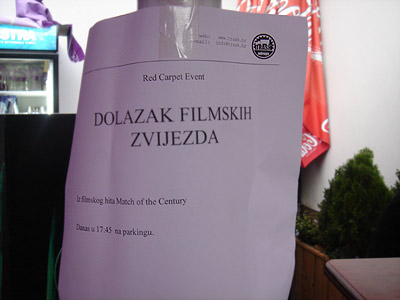 Red Carpet Event
DOLAZAK FILMSKIH
ZVIJEZDA
Iz filmskog hita Match of the Century
Danas u 17:45 na parkingu.